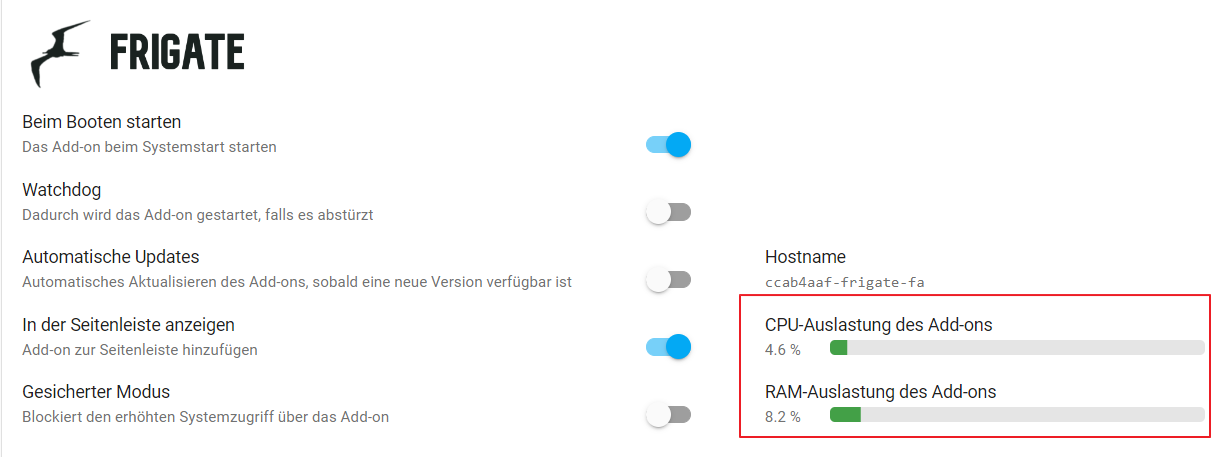 FRIGATE
Beim Booten starten
Das Add-on beim Systemstart starten
Watchdog
Dadurch wird das Add-on gestartet, falls es abstürzt
Automatische Updates
Automatisches Aktualisieren des Add-ons, sobald eine neue Version verfügbar ist
Hostname
ccab4aaf-frigate-fa
In der Seitenleiste anzeigen
Add-on zur Seitenleiste hinzufügen
CPU-Auslastung des Add-ons
4.6 %
Gesicherter Modus
Blockiert den erhöhten Systemzugriff über das Add-on
RAM-Auslastung des Add-ons
8.2 %